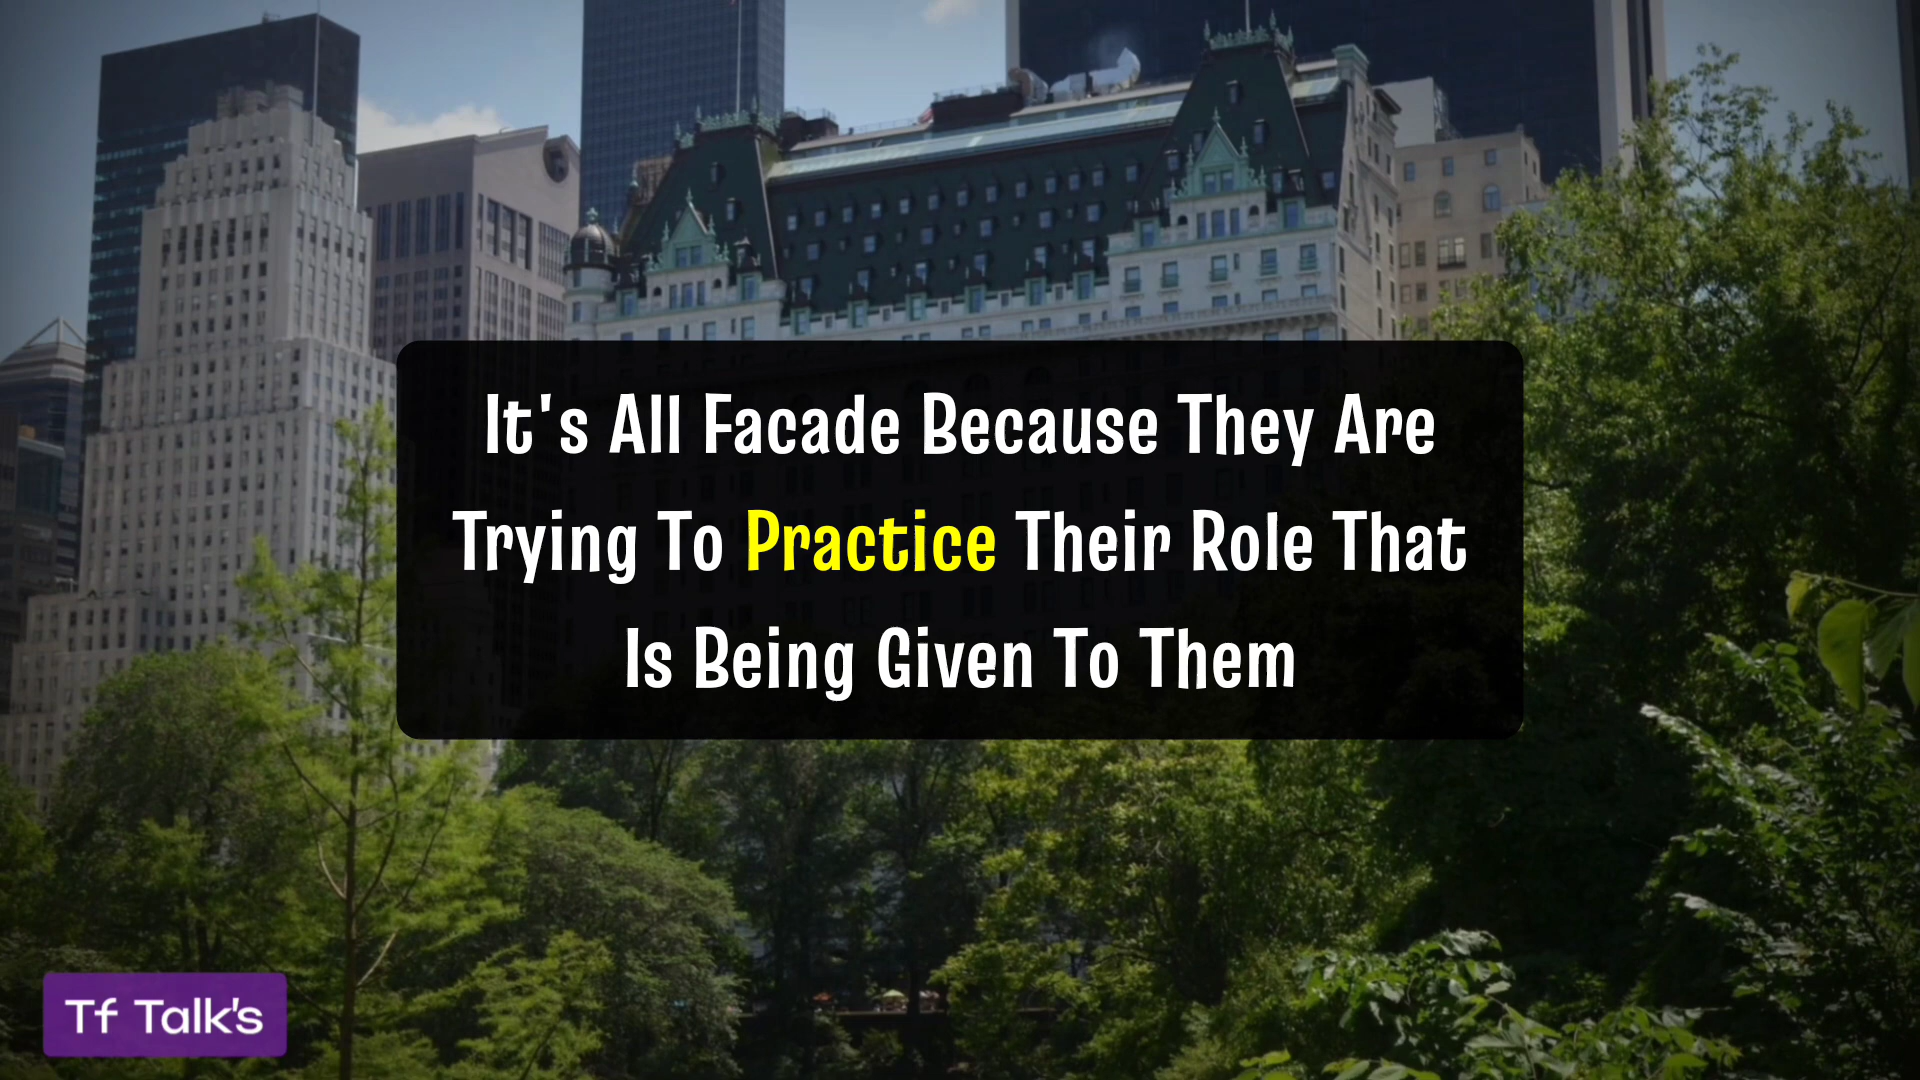 It's All Facade Because They Are
Trying To Practice Their Role That
Is Being Given To Them
Tf Talk's